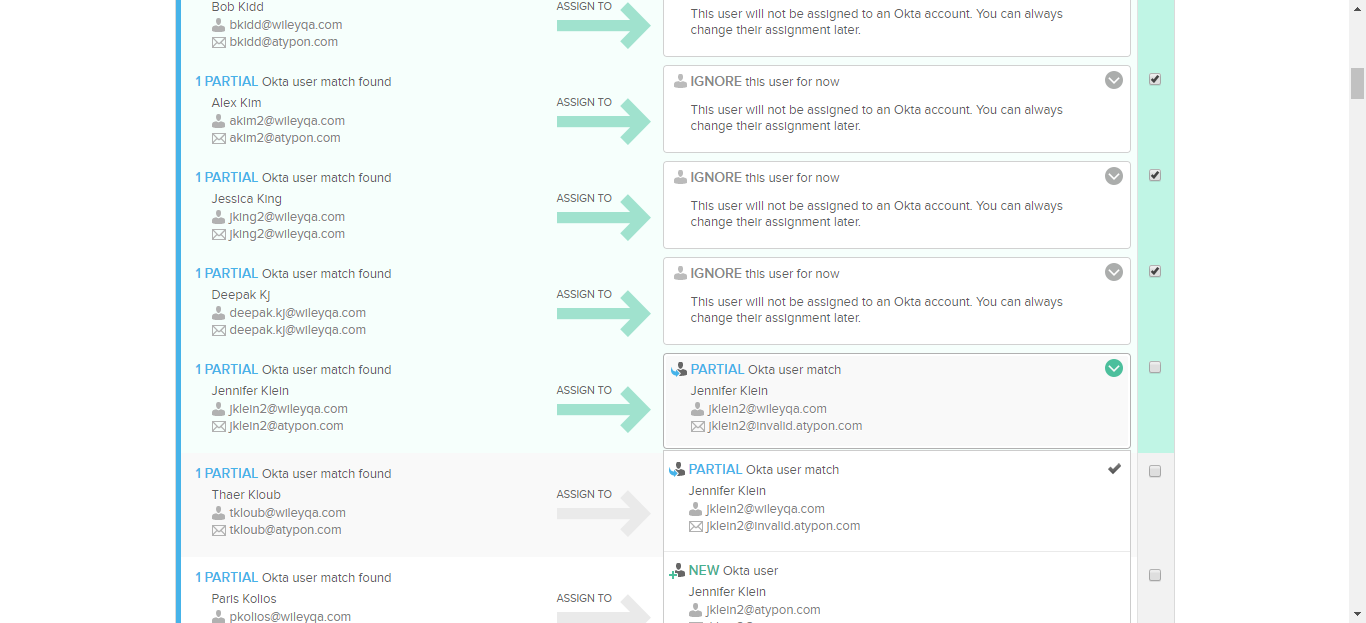 Bob Kidd
bkidd@wileyqa.com
bkidd@atypon.com
ASSIGN TO
This user will not be assigned to an Okta account. You can always
change their assignment later.
1 PARTIAL Okta user match found
Alex Kim
akim2@wileyqa.com
akim2@atypon.com
ASSIGN TO
IGNORE this user for now
This user will not be assigned to an Okta account. You can always
change their assignment later.
1 PARTIAL Okta user match found
Jessica King
jking2@wileyqa.com
jking2@wileyqa.com
ASSIGN TO
IGNORE this user for now
This user will not be assigned to an Okta account. You can always
change their assignment later.
1 PARTIAL Okta user match found
Deepak Kj
deepak.kj@wileyqa.com
deepak.kj@wileyqa.com
ASSIGN TO
IGNORE this user for now
This user will not be assigned to an Okta account. You can always
change their assignment later.
1 PARTIAL Okta user match found
Jennifer Klein
jklein2@wileyqa.com
jklein2@atypon.com
ASSIGN TO
PARTIAL Okta user match
Jennifer Klein
jklein2@wileyqa.com
jklein2@invalid.atypon.com
1 PARTIAL Okta user match found
Thaer Kloub
tkloub@wileyqa.com
tkloub@atypon.com
ASSIGN TO
PARTIAL Okta user match
Jennifer Klein
jklein2@wileyqa.com
jklein2@invalid.atypon.com
1 PARTIAL Okta user match found
Paris Kolios
pkolios@wileyqa.com
ASSIGN TO
NEW Okta user
Jennifer Klein
jklein2@atypon.com